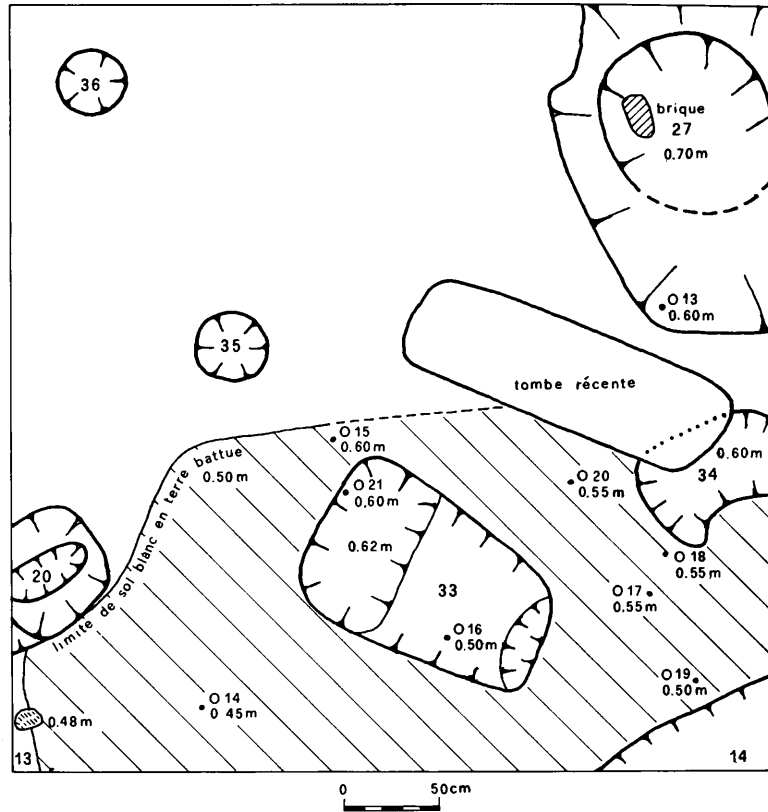 36
brique
27
0.70m
O 13
0.60m
35
tombe récente
O 15
0.60m
limite de sol blanc en terre battue
0.50m
O 21
0,60m
O 20
0.55m
0.60m
34
0.62m
O 18
0.55m
20
33
O 17
0.55m
O 16
0.50m
O 19
0.50m
O 14
0 45m
0.48m
13
14
0 50cm